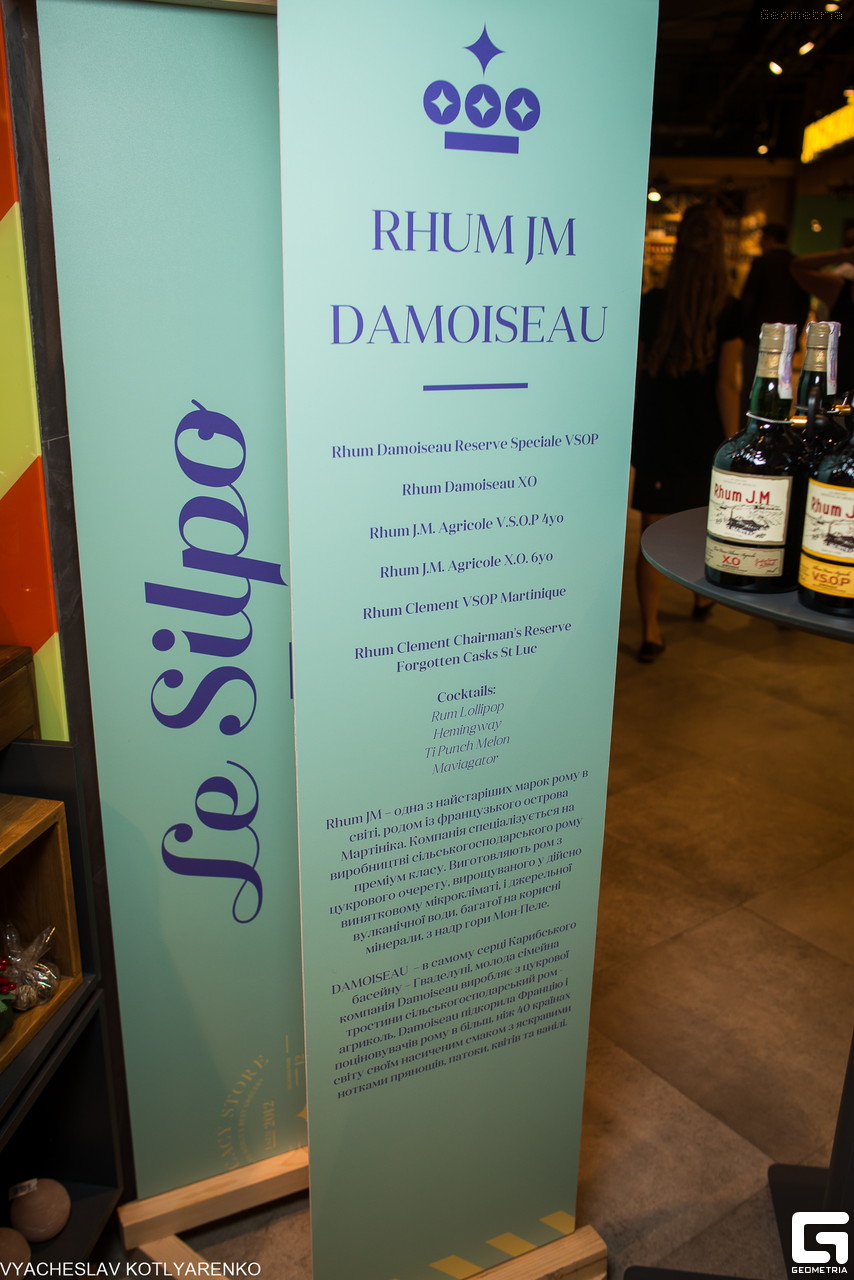 Geometria
RHUM JM
DAMOISEAU
Rhum Damoiseau Reserve Speciale VSOP
Rhum Damoiseau XO
Rhum J.M. Agricole V.S.O.P 4yo
Rhum J.M. Agricole X.O. 6yo
Rhum Clement VSOP Martinique
Rhum Clement Chairman's Reserve
Forgotten Casks St Luc
Cocktails:
Rum Lollipop
Hemingway
Ti Punch Melon
Maviagator
Rhum JM – одна з найстаріших марок рому в
світі, родом із французького острова
Мартініка. Компанія спеціалізується на
виробництві сільськогосподарського рому
преміум класу. Виготовляють ром з
цукрового очерету, вирощуваного у дійсно
винятковому мікрокліматі, і джерельної
вулканічної води, багатої на корисні
мінерали, з надр гори Мон-Пеле.
DAMOISEAU – в самому серці Карибського
басейну – Гваделупі, молода сімейна
компанія Damoiseau виробляє з цукрової
тростини сільськогосподарський ром -
агриколь. Damoiseau підкорила Францію і
поціновувачів рому в більш, ніж 40 країнах
світу своїм насиченим смаком з яскравими
нотками прянощів, патоки, квітів та ванілі.
Le Silpo
STORE
2012
Rhum J.M
XO
Rhum J
V.S.O.P
VYACHESLAV KOTLYARENKO
GEOMETRIA